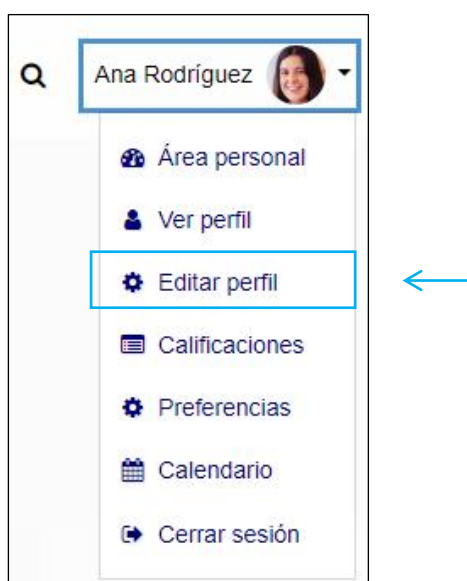 Ana Rodríguez
Área personal
Ver perfil
Editar perfil
Calificaciones
Preferencias
Calendario
Cerrar sesión